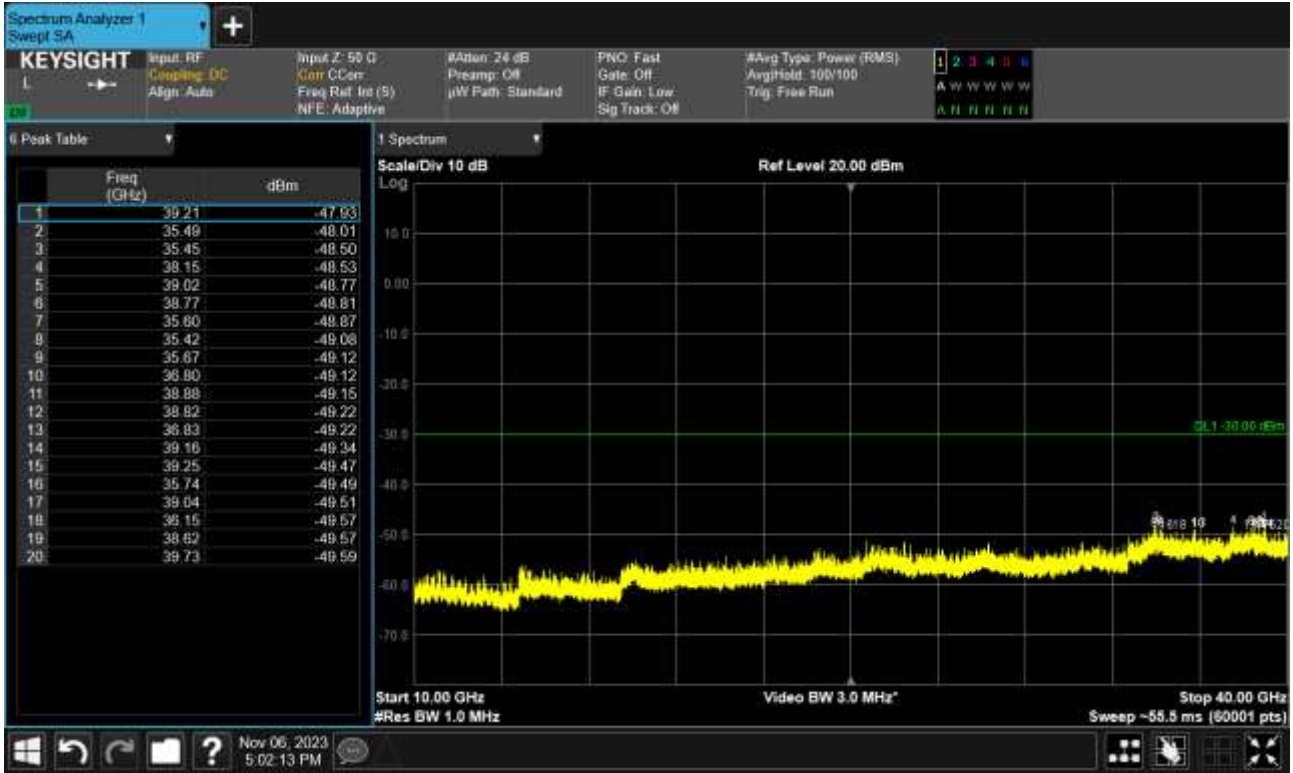 Spectrum Analyzer 1
Swept SA
KEYSIGHT
L
Input: RF
Coupling: DC
Align: Auto
Input Z: 50 Ω
Corr CCorr
Freq Ref: Int (S)
NFE: Adaptive
#Atten: 24 dB
Preamp: Off
µW Path: Standard
PNO: Fast
Gate: Off
IF Gain: Low
Sig Track: Off
#Avg Type: Power (RMS)
Avg|Hold: 100/100
Trig: Free Run
1 2 3 4 5 6
A W W W W W
A N N N N N
6 Peak Table
Freq (GHz) dBm
1 39.21 -47.93
2 35.49 -48.01
3 35.45 -48.50
4 38.15 -48.53
5 39.02 -48.77
6 38.77 -48.81
7 35.60 -48.87
8 35.42 -49.08
9 35.67 -49.12
10 36.80 -49.12
11 38.88 -49.15
12 38.82 -49.22
13 36.83 -49.22
14 39.16 -49.34
15 39.25 -49.47
16 35.74 -49.49
17 39.04 -49.51
18 36.15 -49.57
19 38.62 -49.57
20 39.73 -49.59
1 Spectrum
Scale/Div 10 dB
Ref Level 20.00 dBm
Log
10.0
0.00
-10.0
-20.0
-30.0
DL1 -30.00 dBm
-40.0
-50.0
-60.0
-70.0
Start 10.00 GHz
Video BW 3.0 MHz*
Stop 40.00 GHz
#Res BW 1.0 MHz
Sweep ~55.5 ms (60001 pts)
Nov 06, 2023
5:02:13 PM